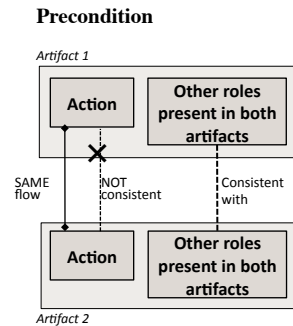 Precondition
Artifact 1
Action
Other roles
present in both
artifacts
SAME
flow
NOT
consistent
Consistent
with
Action
Other roles
present in both
artifacts
Artifact 2